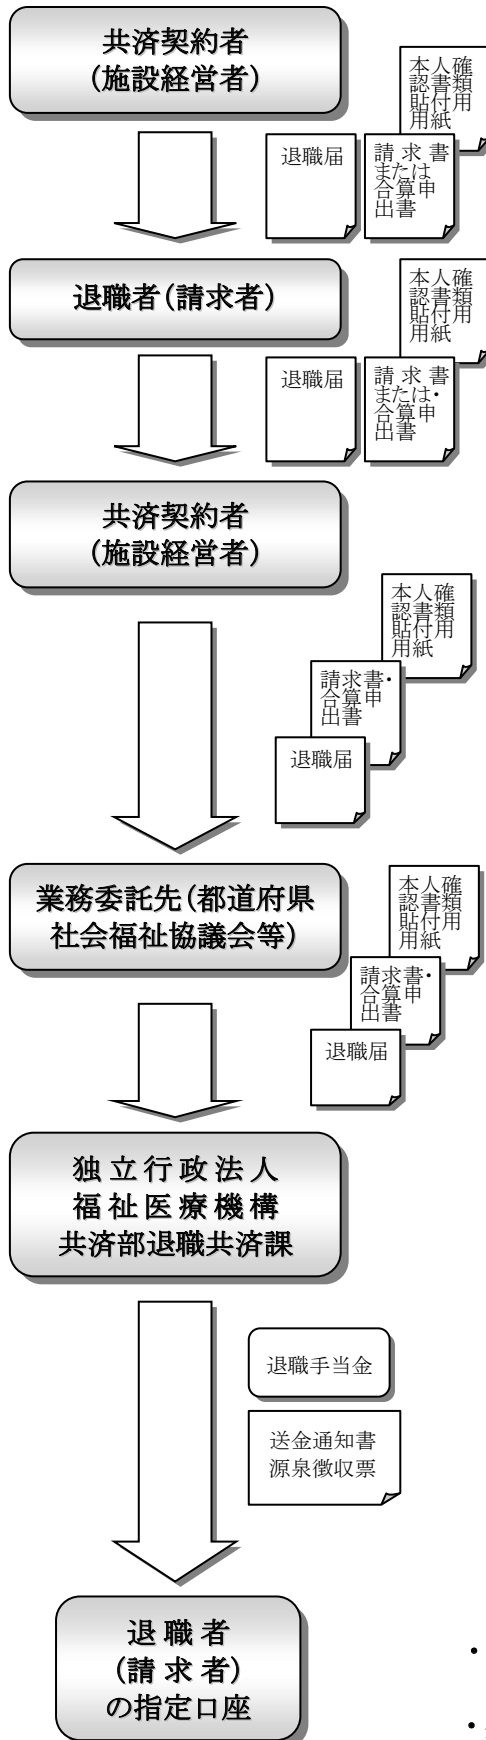 共済契約者
(施設経営者)
本人確
認書類
貼付用
用紙
退職届
請求書
または
合算申
出書
退職者(請求者)
本人確
認書類
貼付用
用紙
退職届
請求書
または・
合算申
出書
共済契約者
(施設経営者)
本人確
認書類
貼付用
用紙
請求書・
合算申
出書
退職届
業務委託先(都道府県
社会福祉協議会等)
本人確
認書類
貼付用
用紙
請求書・
合算申
出書
退職届
独立行政法人
福祉医療機構
共済部退職共済課
退職手当金
送金通知書
源泉徴収票
退職者
(請求者)
の指定口座
・
・